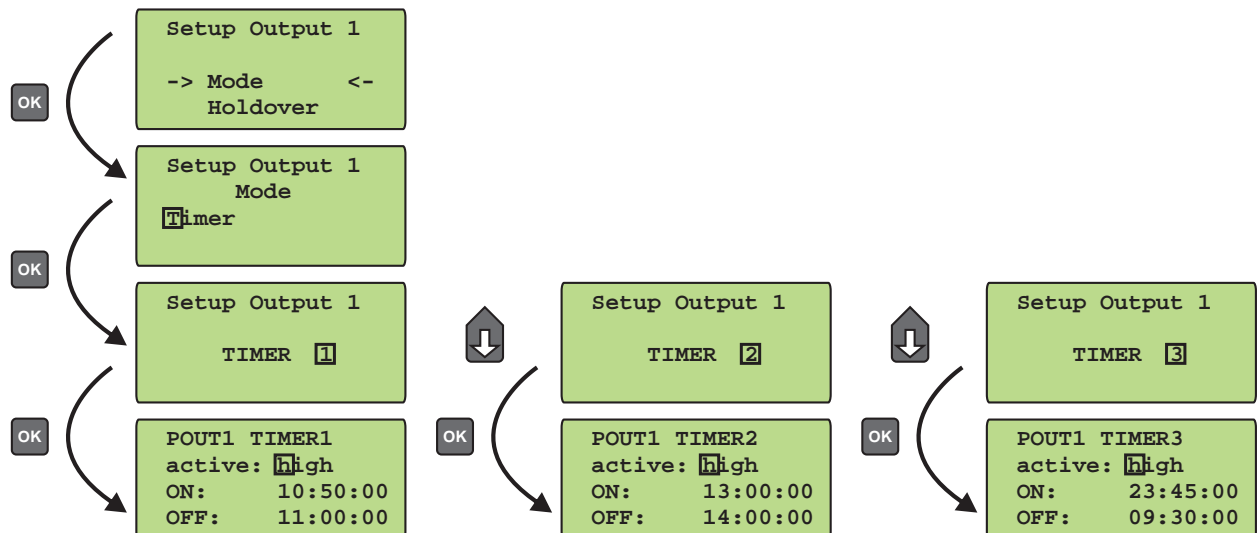 Setup Output 1
-> Mode <-
Holdover
OK
Setup Output 1
Mode
Timer
OK
Setup Output 1
TIMER 1
OK
POUT1 TIMER1
active: high
ON: 10:50:00
OFF: 11:00:00
Setup Output 1
TIMER 2
OK
POUT1 TIMER2
active: high
ON: 13:00:00
OFF: 14:00:00
Setup Output 1
TIMER 3
OK
POUT1 TIMER3
active: high
ON: 23:45:00
OFF: 09:30:00